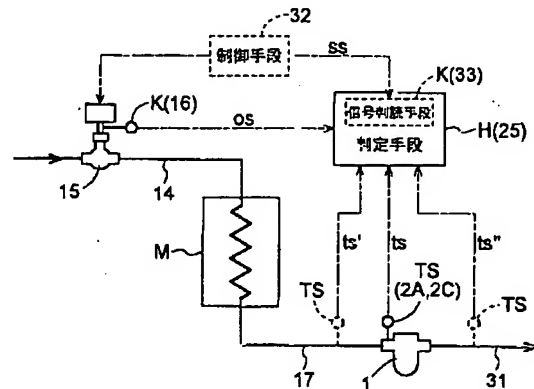 32
制御手段
SS
K(33)
K(16)
OS
信号判読手段
判定手段
H(25)
15
14
M
ts'
ts
ts"
TS
TS
(2A,2C)
TS
17
1
31